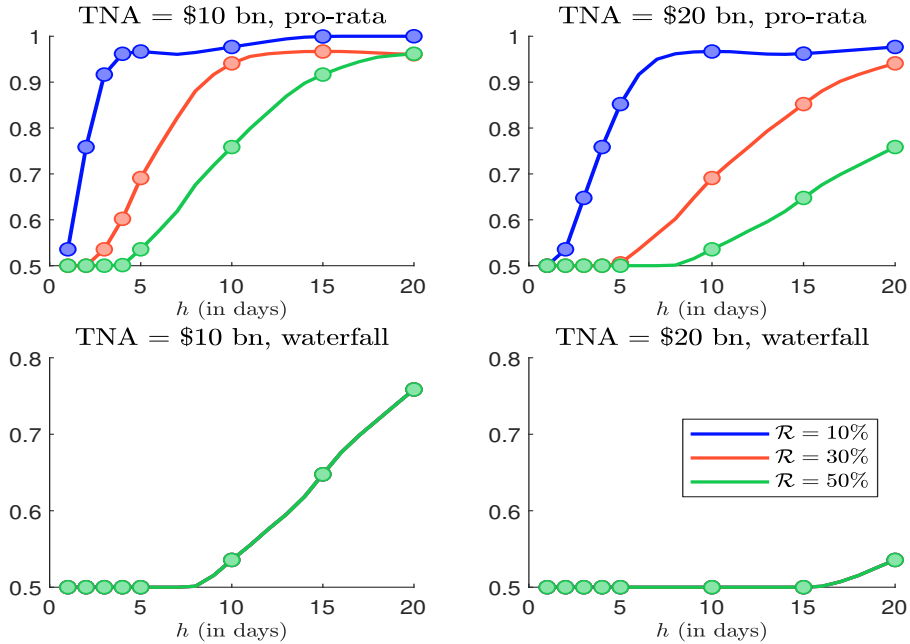 TNA = $10 bn, pro-rata
1
0.9
0.8
0.7
0.6
0.5
0 5 10 15 20
h (in days)
TNA = $20 bn, pro-rata
1
0.9
0.8
0.7
0.6
0.5
0 5 10 15 20
h (in days)
TNA = $10 bn, waterfall
0.8
0.7
0.6
0.5
0 5 10 15 20
h (in days)
TNA = $20 bn, waterfall
0.8
0.7
0.6
0.5
0 5 10 15 20
h (in days)
ℛ = 10%
ℛ = 30%
ℛ = 50%